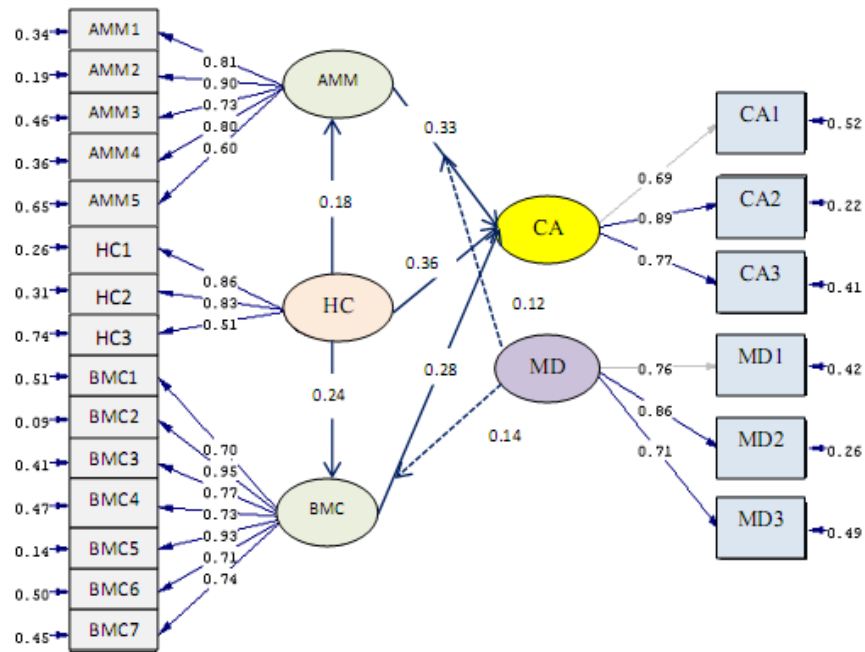 0.34 AMM1
0.19 AMM2
0.46 AMM3
0.36 AMM4
0.65 AMM5
0.26 HC1
0.31 HC2
0.74 HC3
0.51 BMC1
0.09 BMC2
0.41 BMC3
0.47 BMC4
0.14 BMC5
0.50 BMC6
0.45 BMC7
0.81
0.90
0.73
0.80
0.60
0.86
0.83
0.51
0.70
0.95
0.77
0.73
0.93
0.71
0.74
AMM
HC
BMC
0.18
0.24
0.33
0.36
0.28
0.12
0.14
CA
MD
0.69
0.89
0.77
0.76
0.86
0.71
CA1 0.52
CA2 0.22
CA3 0.41
MD1 0.42
MD2 0.26
MD3 0.49